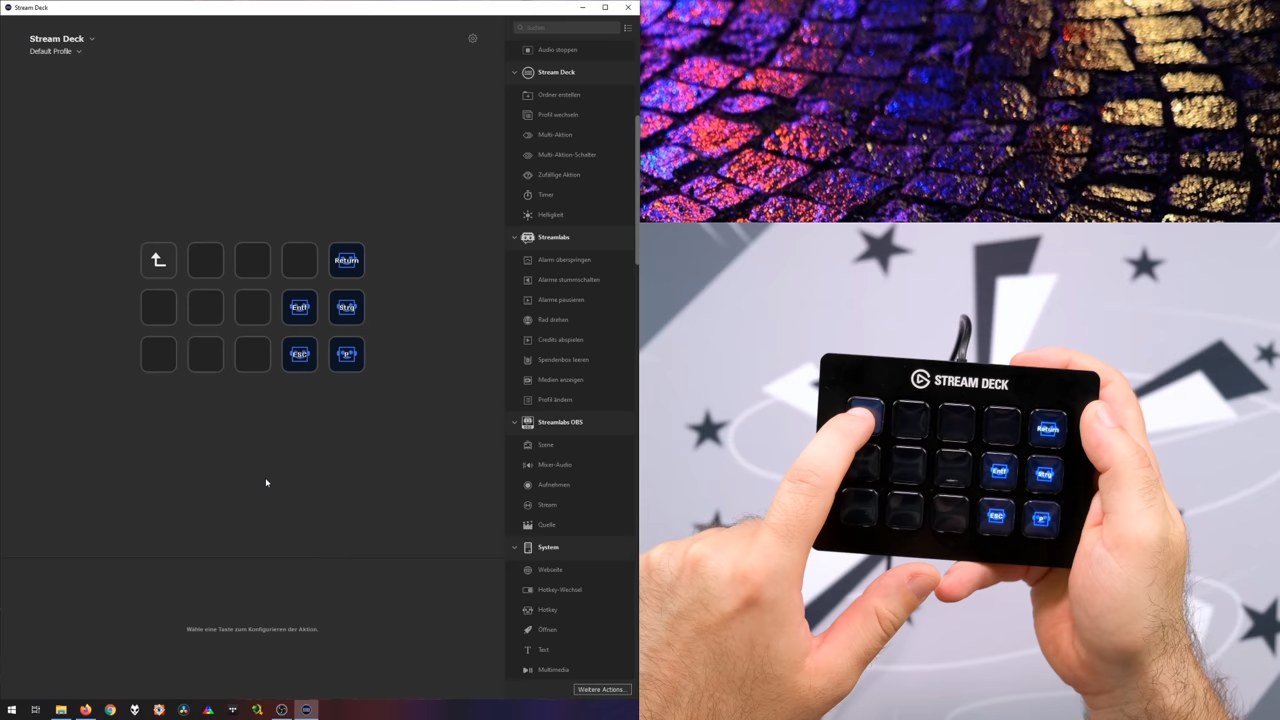 Stream Deck
Stream Deck
Default Profile
Return
Entf
Strg
ESC
P
Wähle eine Taste zum Konfigurieren der Aktion.
Suchen
Audio stoppen
Stream Deck
Ordner erstellen
Profil wechseln
Multi-Aktion
Multi-Aktion-Schalter
Zufällige Aktion
Timer
Helligkeit
Streamlabs
Alarm überspringen
Alarme stummschalten
Alarme pausieren
Rad drehen
Credits abspielen
Spendenbox leeren
Medien anzeigen
Profil ändern
Streamlabs OBS
Szene
Mixer-Audio
Aufnehmen
Stream
Quelle
System
Webseite
Hotkey-Wechsel
Hotkey
Öffnen
Text
Multimedia
Weitere Actions...
STREAM DECK
Return
Entf
Strg
ESC
P